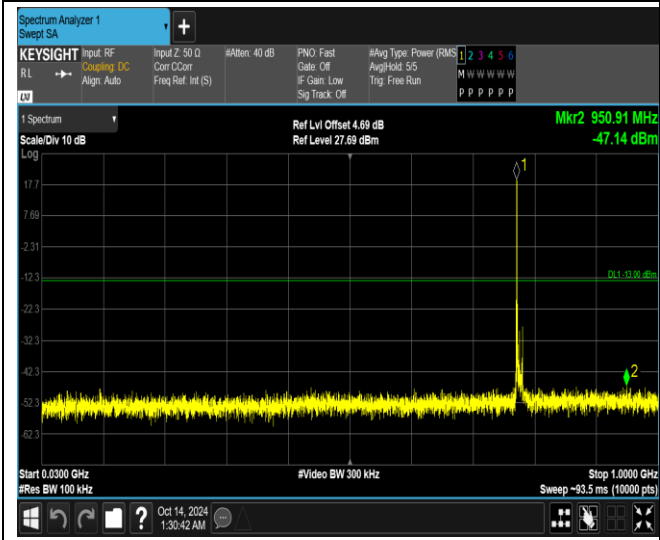 Spectrum Analyzer 1
Swept SA
+
KEYSIGHT
RL
Input: RF
Coupling: DC
Align: Auto
Input Z: 50 Ω
Corr CCorr
Freq Ref: Int (S)
#Atten: 40 dB
PNO: Fast
Gate: Off
IF Gain: Low
Sig Track: Off
#Avg Type: Power (RMS
Avg|Hold: 5/5
Trig: Free Run
1 2 3 4 5 6
M W W W W W
P P P P P P
LXI
1 Spectrum
Scale/Div 10 dB
Ref Lvl Offset 4.69 dB
Ref Level 27.69 dBm
Mkr2 950.91 MHz
-47.14 dBm
Log
1
17.7
7.69
-2.31
-12.3
DL1 -13.00 dBm
-22.3
-32.3
-42.3
2
-52.3
-62.3
Start 0.0300 GHz
#Video BW 300 kHz
Stop 1.0000 GHz
#Res BW 100 kHz
Sweep ~93.5 ms (10000 pts)
?
Oct 14, 2024
1:30:42 AM